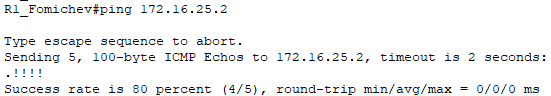 R1_Fomichev#ping 172.16.25.2
Type escape sequence to abort.
Sending 5, 100-byte ICMP Echos to 172.16.25.2, timeout is 2 seconds:
.!!!!
Success rate is 80 percent (4/5), round-trip min/avg/max = 0/0/0 ms